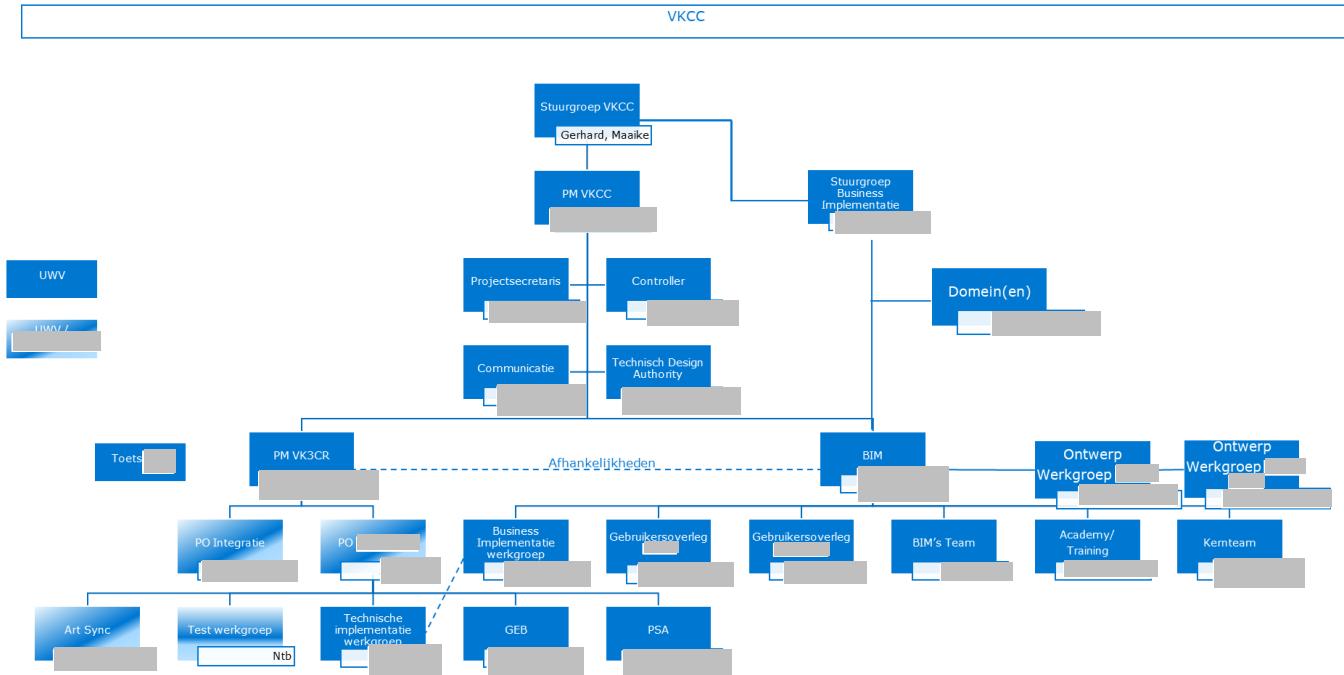 VKCC
Stuurgroep VKCC
Gerhard, Maaike
PM VKCC
Stuurgroep
Business
Implementatie
UWV
Projectsecretaris
Controller
Domein(en)
UWV /
Communicatie
Technisch Design
Authority
Toets
PM VK3CR
Afhankelijkheden
BIM
Ontwerp
Werkgroep
Ontwerp
Werkgroep
PO Integratie
PO
Business
Implementatie
werkgroep
Gebruikersoverleg
Gebruikersoverleg
BIM's Team
Academy/
Training
Kernteam
Art Sync
Test werkgroep
Ntb
Technische
implementatie
werkgroep
GEB
PSA